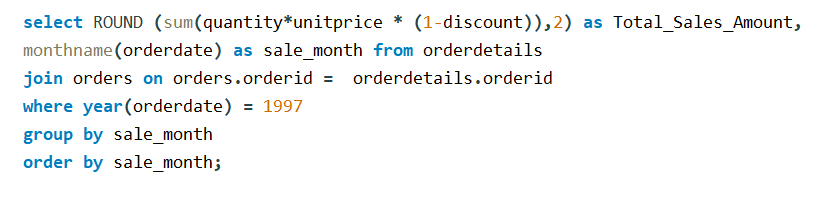 select ROUND (sum(quantity*unitprice * (1-discount)),2) as Total_Sales_Amount,
monthname(orderdate) as sale_month from orderdetails
join orders on orders.orderid =  orderdetails.orderid
where year(orderdate) = 1997
group by sale_month
order by sale_month;